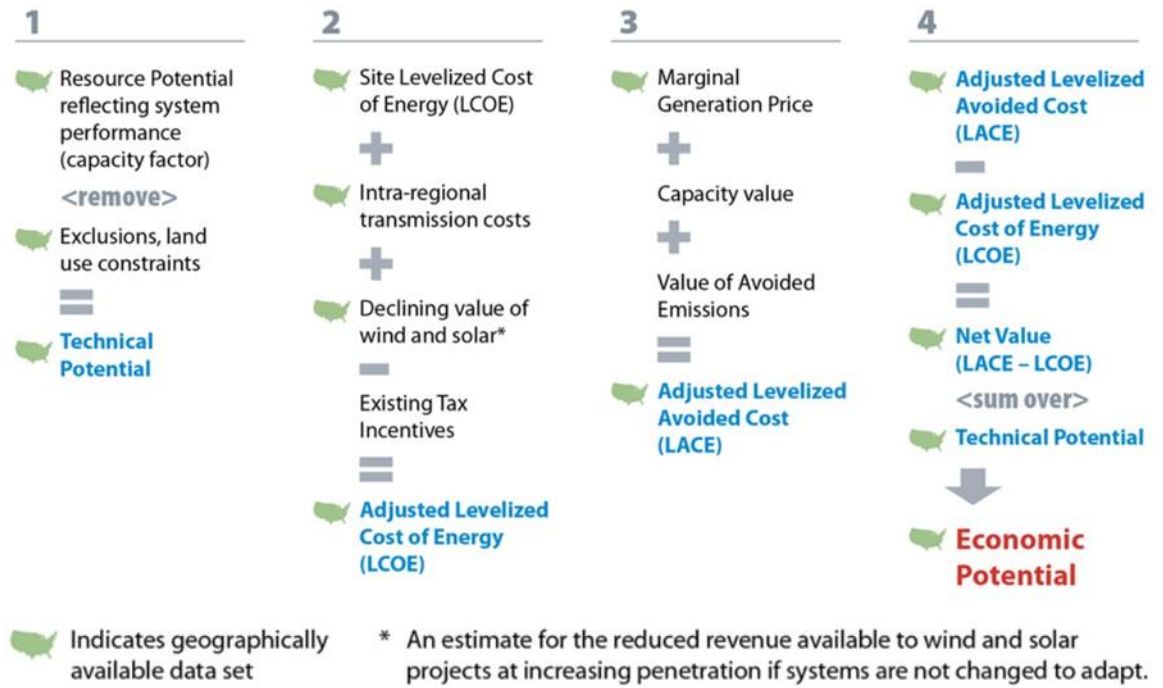 1
Resource Potential
reflecting system
performance
(capacity factor)
<remove>
Exclusions, land
use constraints
=
Technical
Potential
2
Site Levelized Cost
of Energy (LCOE)
+
Intra-regional
transmission costs
+
Declining value of
wind and solar*
-
Existing Tax
Incentives
=
Adjusted Levelized
Cost of Energy
(LCOE)
3
Marginal
Generation Price
+
Capacity value
+
Value of Avoided
Emissions
=
Adjusted Levelized
Avoided Cost
(LACE)
4
Adjusted Levelized
Avoided Cost
(LACE)
-
Adjusted Levelized
Cost of Energy
(LCOE)
=
Net Value
(LACE – LCOE)
<sum over>
Technical Potential
Economic
Potential
Indicates geographically
available data set
* An estimate for the reduced revenue available to wind and solar
projects at increasing penetration if systems are not changed to adapt.